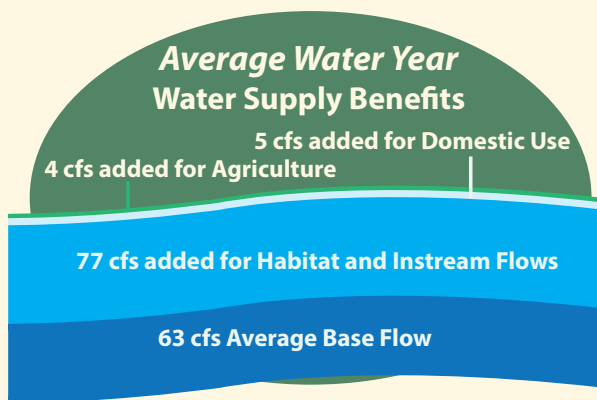 Average Water Year
Water Supply Benefits
5 cfs added for Domestic Use
4 cfs added for Agriculture
77 cfs added for Habitat and Instream Flows
63 cfs Average Base Flow